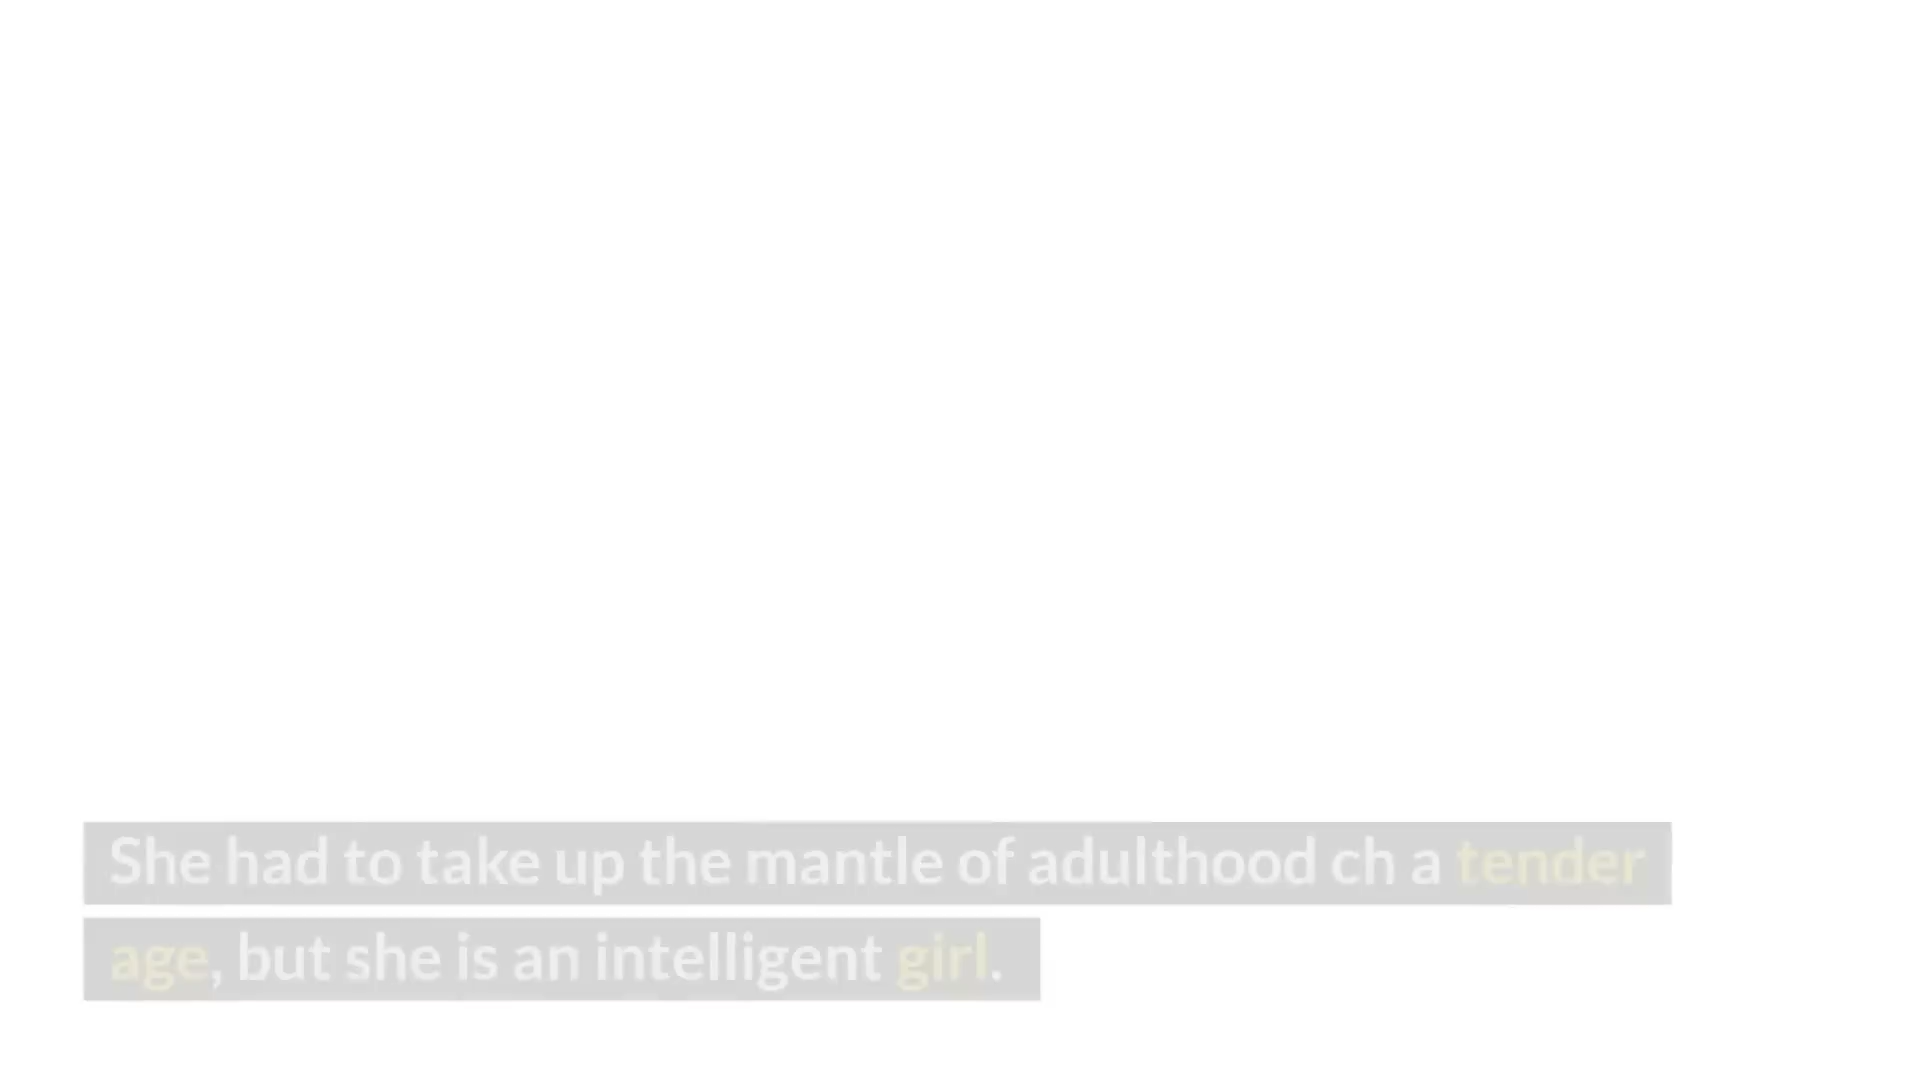 She had to take up the mantle of adulthood ch a tender
age, but she is an intelligent girl.